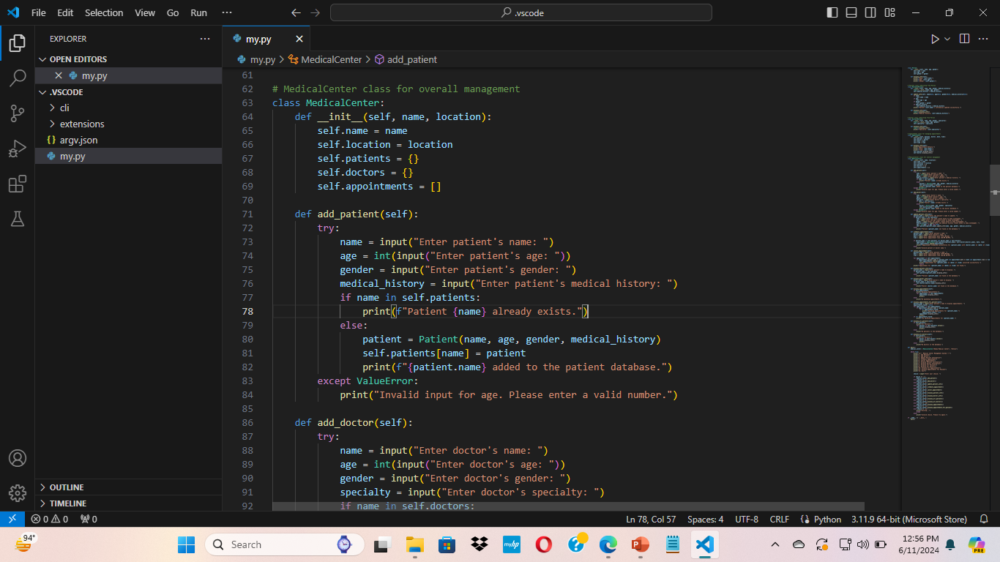 File Edit Selection View Go Run ···
.vscode
EXPLORER
OPEN EDITORS
my.py
.VSCODE
cli
extensions
argv.json
my.py
OUTLINE
TIMELINE
my.py
my.py > MedicalCenter > add_patient
61
62 # MedicalCenter class for overall management
63 class MedicalCenter:
64 def __init__(self, name, location):
65 self.name = name
66 self.location = location
67 self.patients = {}
68 self.doctors = {}
69 self.appointments = []
70
71 def add_patient(self):
72 try:
73 name = input("Enter patient's name: ")
74 age = int(input("Enter patient's age: "))
75 gender = input("Enter patient's gender: ")
76 medical_history = input("Enter patient's medical history: ")
77 if name in self.patients:
78 print(f"Patient {name} already exists.")
79 else:
80 patient = Patient(name, age, gender, medical_history)
81 self.patients[name] = patient
82 print(f"{patient.name} added to the patient database.")
83 except ValueError:
84 print("Invalid input for age. Please enter a valid number.")
85
86 def add_doctor(self):
87 try:
88 name = input("Enter doctor's name: ")
89 age = int(input("Enter doctor's age: "))
90 gender = input("Enter doctor's gender: ")
91 specialty = input("Enter doctor's specialty: ")
92 if name in self.doctors:
0 0 0
Ln 78, Col 57 Spaces: 4 UTF-8 CRLF Python 3.11.9 64-bit (Microsoft Store)
94°
Search
myhp
PRE
12:56 PM
6/11/2024